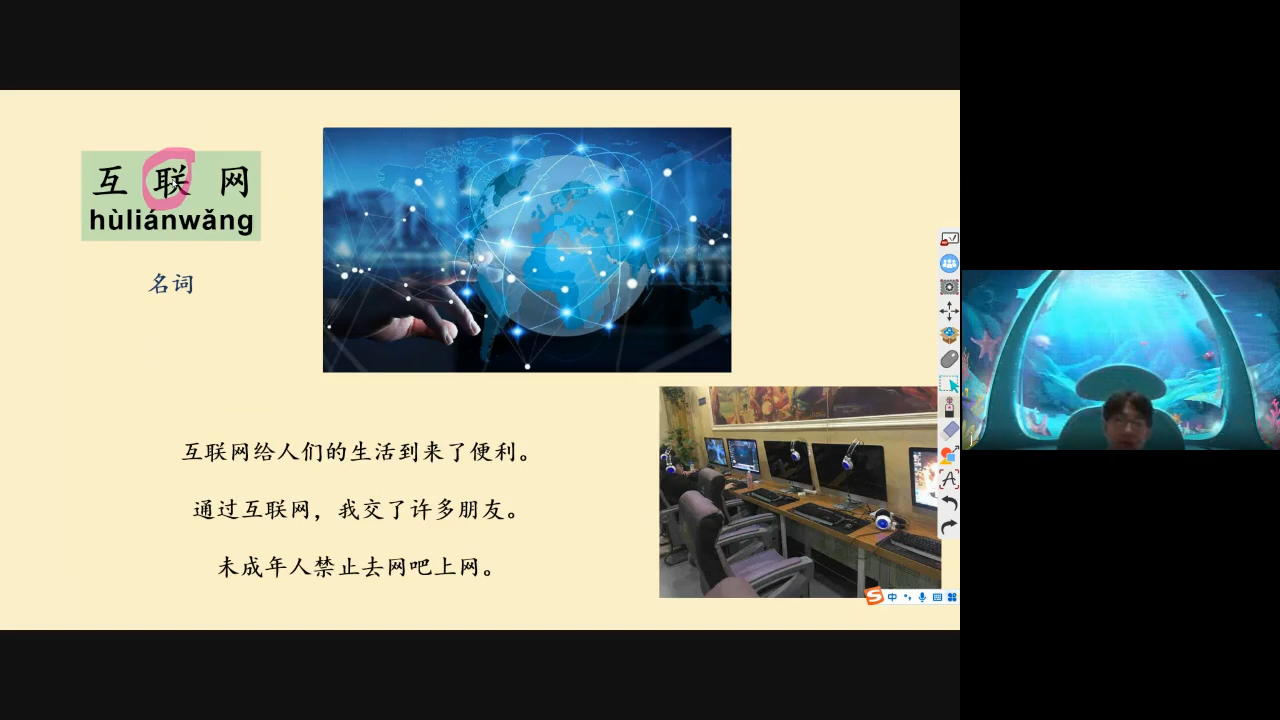 互联网
hùliánwǎng
名词
互联网给人们的生活到来了便利。
通过互联网，我交了许多朋友。
未成年人禁止去网吧上网。
中